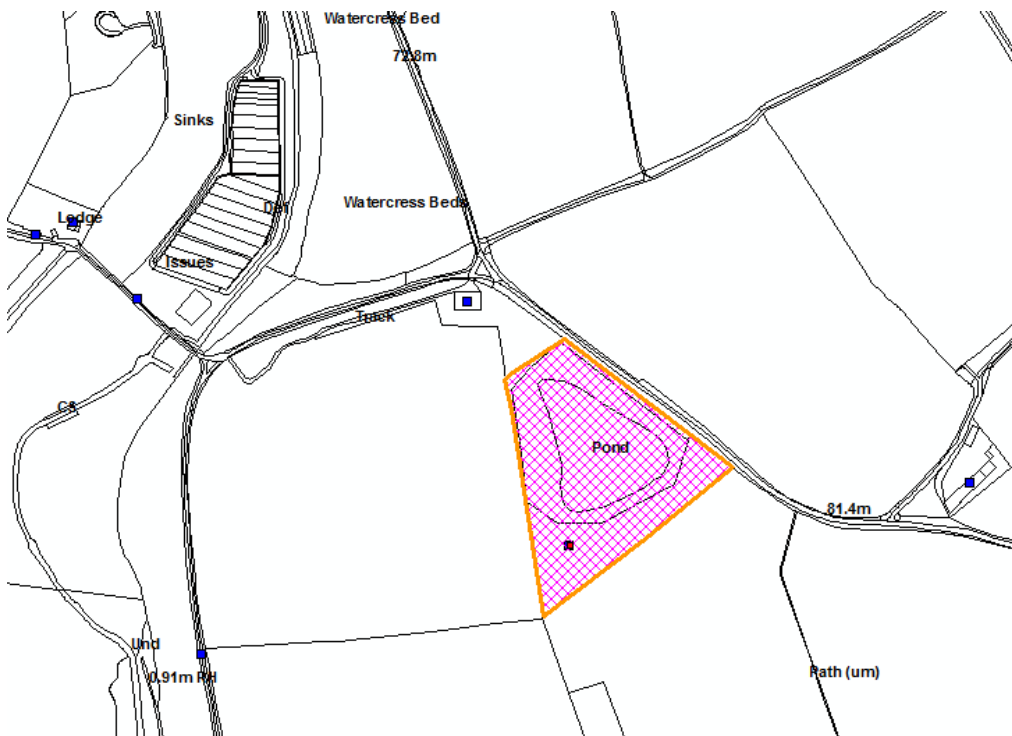 Watercress Bed
72.8m
Sinks
Watercress Beds
Def
Lodge
Issues
Track
CS
Pond
81.4m
Und
0.91m RH
Path (um)